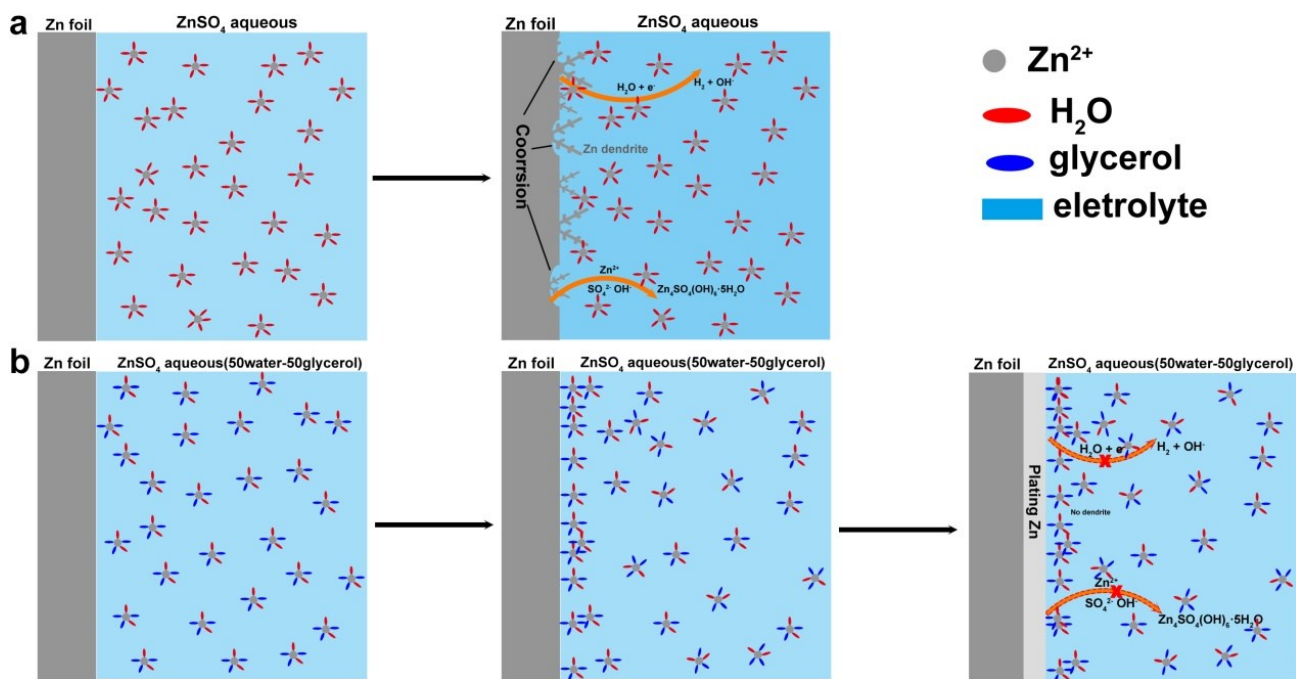 a
Zn foil
ZnSO₄ aqueous
Zn foil
ZnSO₄ aqueous
H₂O + e⁻
H₂ + OH⁻
Coorrsion
Zn dendrite
Zn²⁺
SO₄²⁻ OH⁻
Zn₄SO₄(OH)₆·5H₂O
Zn²⁺
H₂O
glycerol
eletrolyte
b
Zn foil
ZnSO₄ aqueous(50water-50glycerol)
Zn foil
ZnSO₄ aqueous(50water-50glycerol)
Zn foil
ZnSO₄ aqueous(50water-50glycerol)
Plating Zn
H₂O + e⁻
X
H₂ + OH⁻
No dendrite
Zn²⁺
X
SO₄²⁻ OH⁻
Zn₄SO₄(OH)₆·5H₂O